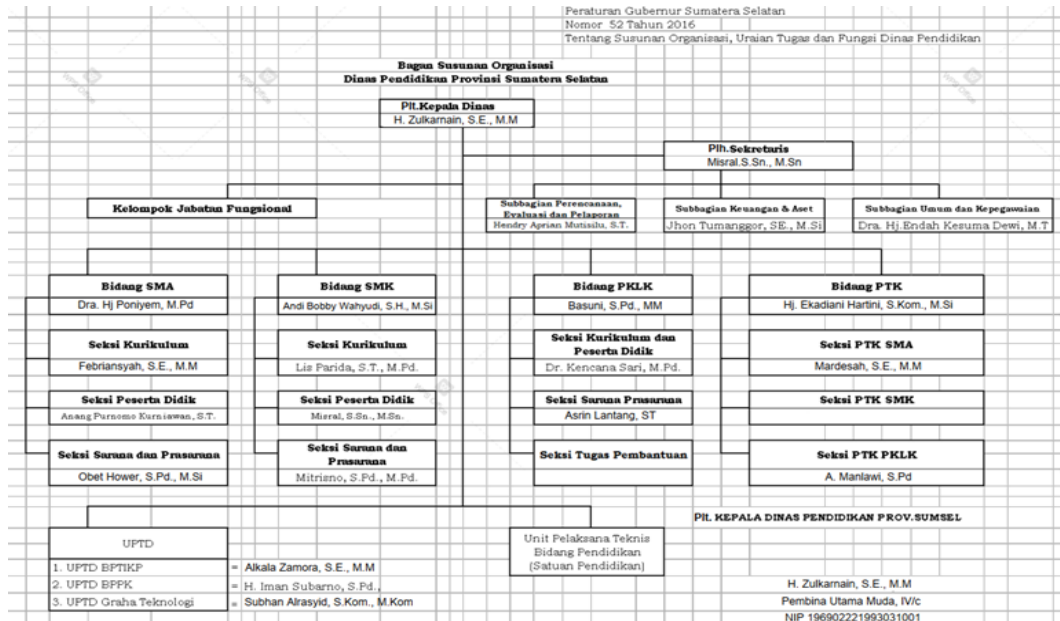 Peraturan Gubernur Sumatera Selatan
Nomor 52 Tahun 2016
Tentang Susunan Organisasi, Uraian Tugas dan Fungsi Dinas Pendidikan
Bagan Susunan Organisasi
Dinas Pendidikan Provinsi Sumatera Selatan
Plt.Kepala Dinas
H. Zulkarnain, S.E., M.M
Plh.Sekretaris
Misral.S.Sn., M.Sn
Kelompok Jabatan Fungsional
Subbagian Perencanaan,
Evaluasi dan Pelaporan
Hendry Aprian Mutisilu, S.T.
Subbagian Keuangan & Aset
Jhon Tumanggor, SE., M.Si
Subbagian Umum dan Kepegawaian
Dra. Hj.Endah Kesuma Dewi, M.T
Bidang SMA
Dra. Hj Poniyem, M.Pd
Seksi Kurikulum
Febriansyah, S.E., M.M
Seksi Peserta Didik
Anang Purnomo Kurniawan, S.T.
Seksi Sarana dan Prasarana
Obet Hower, S.Pd., M.Si
Bidang SMK
Andi Bobby Wahyudi, S.H., M.Si
Seksi Kurikulum
Lis Parida, S.T., M.Pd.
Seksi Peserta Didik
Misral, S.Sn., M.Sn.
Seksi Sarana dan
Prasarana
Mitrisno, S.Pd., M.Pd.
Bidang PKLK
Basuni, S.Pd., MM
Seksi Kurikulum dan
Peserta Didik
Dr. Kencana Sari, M.Pd.
Seksi Sarana Prasarana
Asrin Lantang, ST
Seksi Tugas Pembantuan
Bidang PTK
Hj. Ekadiani Hartini, S.Kom., M.Si
Seksi PTK SMA
Mardesah, S.E., M.M
Seksi PTK SMK
Seksi PTK PKLK
A. Manlawi, S.Pd
UPTD
1. UPTD BPTIKP = Alkala Zamora, S.E., M.M
2. UPTD BPPK = H. Iman Subarno, S.Pd.,
3. UPTD Graha Teknologi = Subhan Alrasyid, S.Kom., M.Kom
Unit Pelaksana Teknis
Bidang Pendidikan
(Satuan Pendidikan)
Plt. KEPALA DINAS PENDIDIKAN PROV.SUMSEL
H. Zulkarnain, S.E., M.M
Pembina Utama Muda, IV/c
NIP 196902221993031001
WPS Office
WPS Office
WPS Office